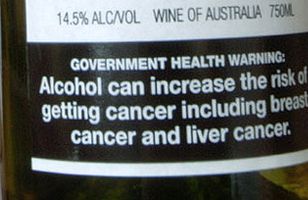 14.5% ALC/VOL WINE OF AUSTRALIA 750ML
GOVERNMENT HEALTH WARNING:
Alcohol can increase the risk of
getting cancer including breast
cancer and liver cancer.